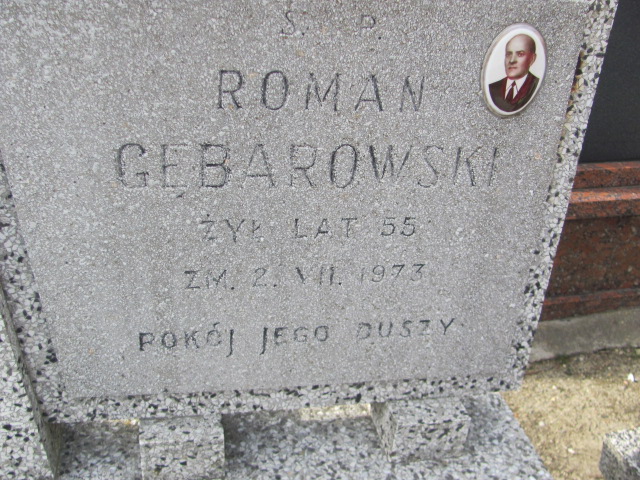 Ś. P.
ROMAN
GĘBAROWSKI
ŻYŁ LAT 55
ZM. 2. VII. 1973
POKÓJ JEGO DUSZY